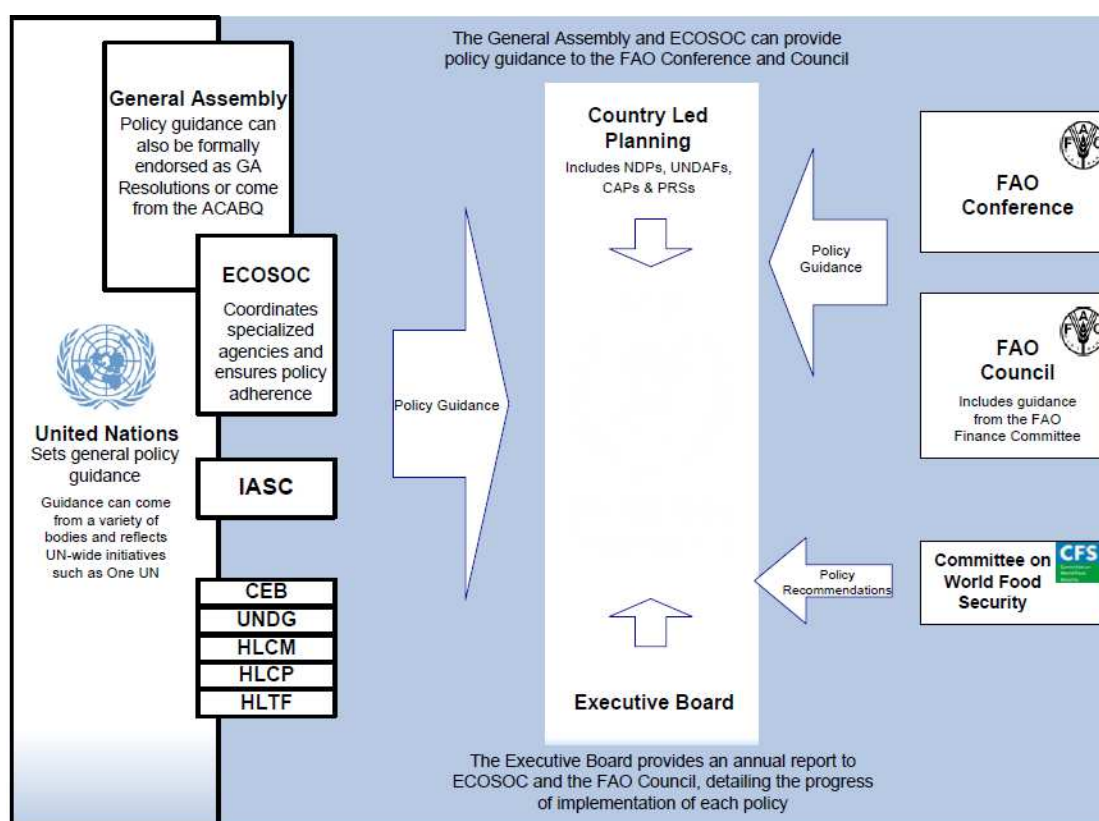 The General Assembly and ECOSOC can provide
policy guidance to the FAO Conference and Council
General Assembly
Policy guidance can
also be formally
endorsed as GA
Resolutions or come
from the ACABQ
ECOSOC
Coordinates
specialized
agencies and
ensures policy
adherence
United Nations
Sets general policy
guidance
Guidance can come
from a variety of
bodies and reflects
UN-wide initiatives
such as One UN
IASC
CEB
UNDG
HLCM
HLCP
HLTF
Policy Guidance
Country Led
Planning
Includes NDPs, UNDAFs,
CAPs & PRSs
Executive Board
Policy
Guidance
Policy
Recommendations
FAO
Conference
FAO
Council
Includes guidance
from the FAO
Finance Committee
Committee on
World Food
Security
CFS
The Executive Board provides an annual report to
ECOSOC and the FAO Council, detailing the progress
of implementation of each policy